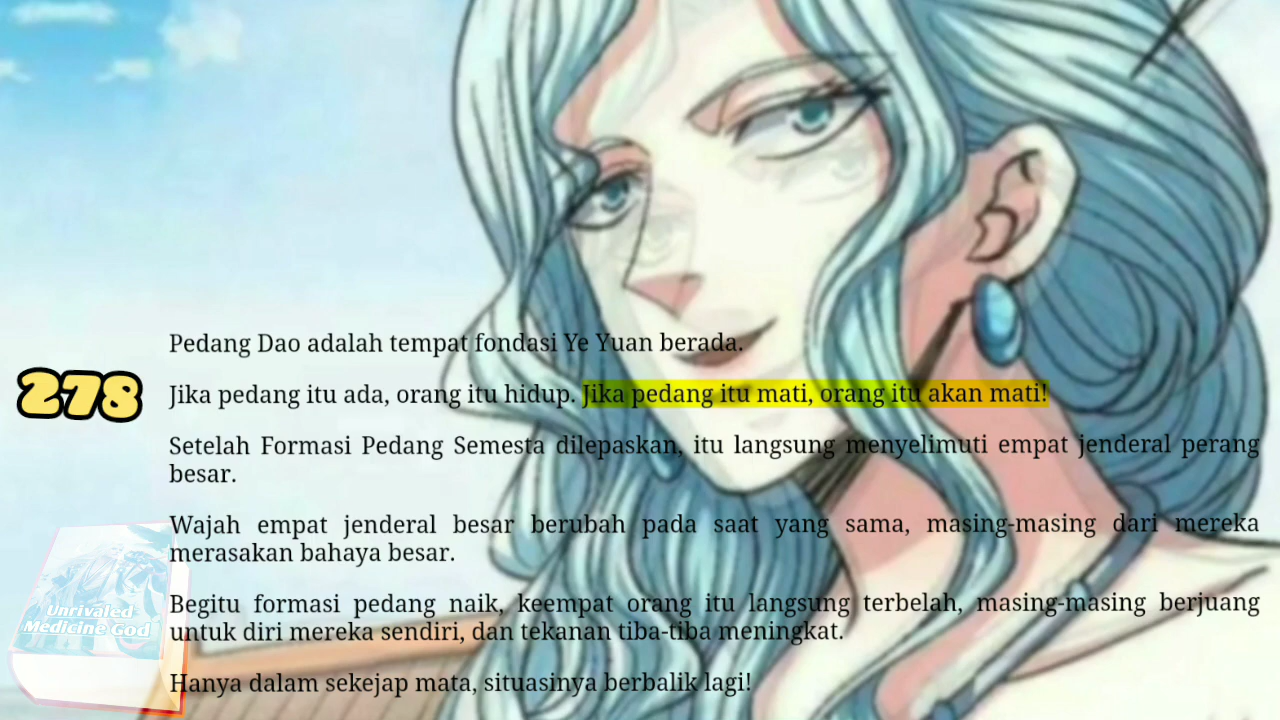 Pedang Dao adalah tempat fondasi Ye Yuan berada.
278
Jika pedang itu ada, orang itu hidup. Jika pedang itu mati, orang itu akan mati!
Setelah Formasi Pedang Semesta dilepaskan, itu langsung menyelimuti empat jenderal perang
besar.
Wajah empat jenderal besar berubah pada saat yang sama, masing-masing dari mereka
merasakan bahaya besar.
Begitu formasi pedang naik, keempat orang itu langsung terbelah, masing-masing berjuang
untuk diri mereka sendiri, dan tekanan tiba-tiba meningkat.
Hanya dalam sekejap mata, situasinya berbalik lagi!
Unrivaled
Medicine God